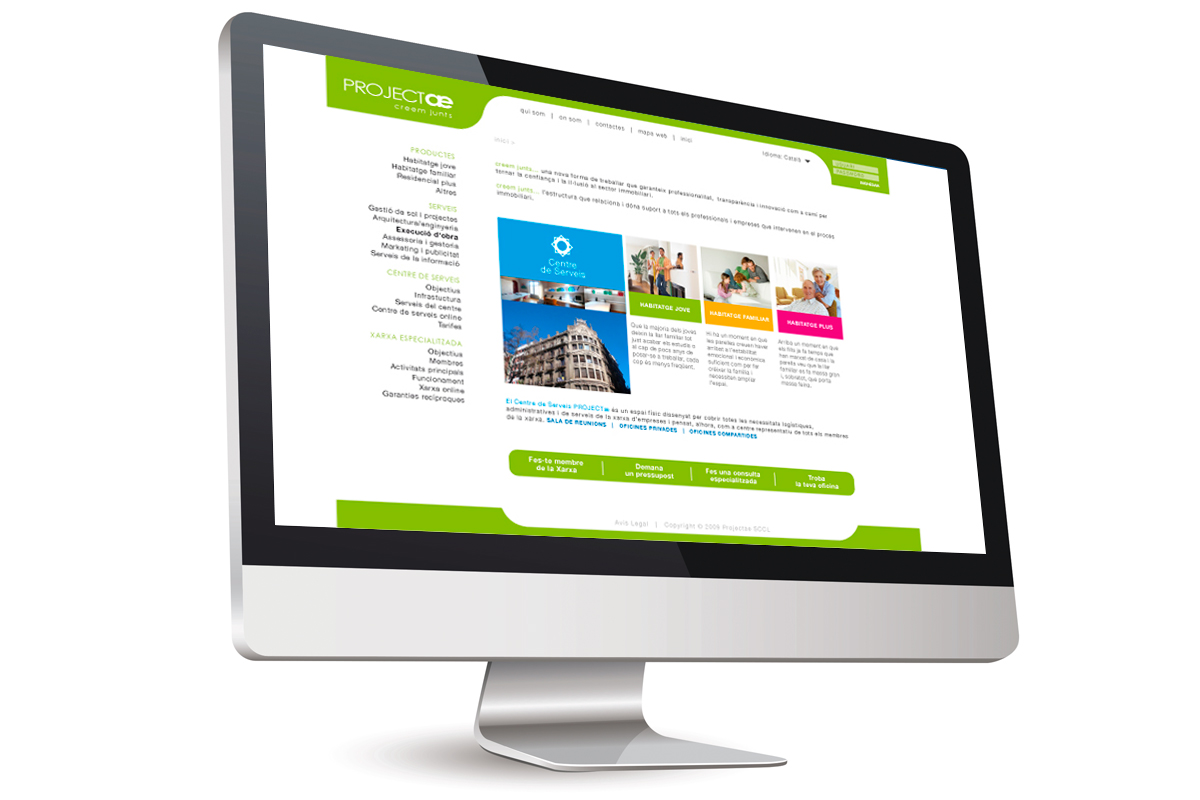 PROJECTæ
creem junts
qui som | on som | contactes | mapa web | inici
Idioma: Català
inici >
PRODUCTES
Habitatge jove
Habitatge familiar
Residencial plus
Altres
SERVEIS
Gestió de sol i projectes
Arquitectura/enginyeria
Execució d'obra
Assessoria i gestoria
Marketing i publicitat
Serveis de la informació
CENTRE DE SERVEIS
Objectius
Infrastuctura
Serveis del centre
Centre de serveis online
Tarifes
XARXA ESPECIALITZADA
Objectius
Membres
Activitats principals
Funcionament
Xarxa online
Garanties recíproques
creem junts... una nova forma de treballar que garanteix professionalitat, transparència i innovació com a camí per
tornar la confiança i la il·lusió al sector immobiliari.
creem junts... l'estructura que relaciona i dóna suport a tots els professionals i empreses que intervenen en el procés
immobiliari.
Centre
de Serveis
HABITATGE JOVE
Que la majoria dels joves
deixin la llar familiar tot
just acabar els estudis o
al cap de pocs anys de
posar-se a treballar, cada
cop és menys freqüent.
HABITATGE FAMILIAR
Hi ha un moment en què
les parelles creuen haver
arribat a l'estabilitat
emocional i econòmica
suficient com per fer
créixer la família i
necessiten ampliar
l'espai.
HABITATGE PLUS
Arriba un moment en què
els fills ja fa temps que
han marxat de casa i la
parella veu que la llar
familiar es fa massa gran
i, sobretot, que porta
massa feina.
El Centre de Serveis PROJECTæ és un espai físic dissenyat per cobrir totes les necessitats logístiques,
administratives i de serveis de la xarxa d'empreses i pensat, alhora, com a centre representatiu de tots els membres
de la xarxa. SALA DE REUNIONS | OFICINES PRIVADES | OFICINES COMPARTIDES
Fes-te membre
de la Xarxa
Demana
un pressupost
Fes una consulta
especialitzada
Troba
la teva oficina
Avís Legal | Copyright © 2009 Projectae SCCL